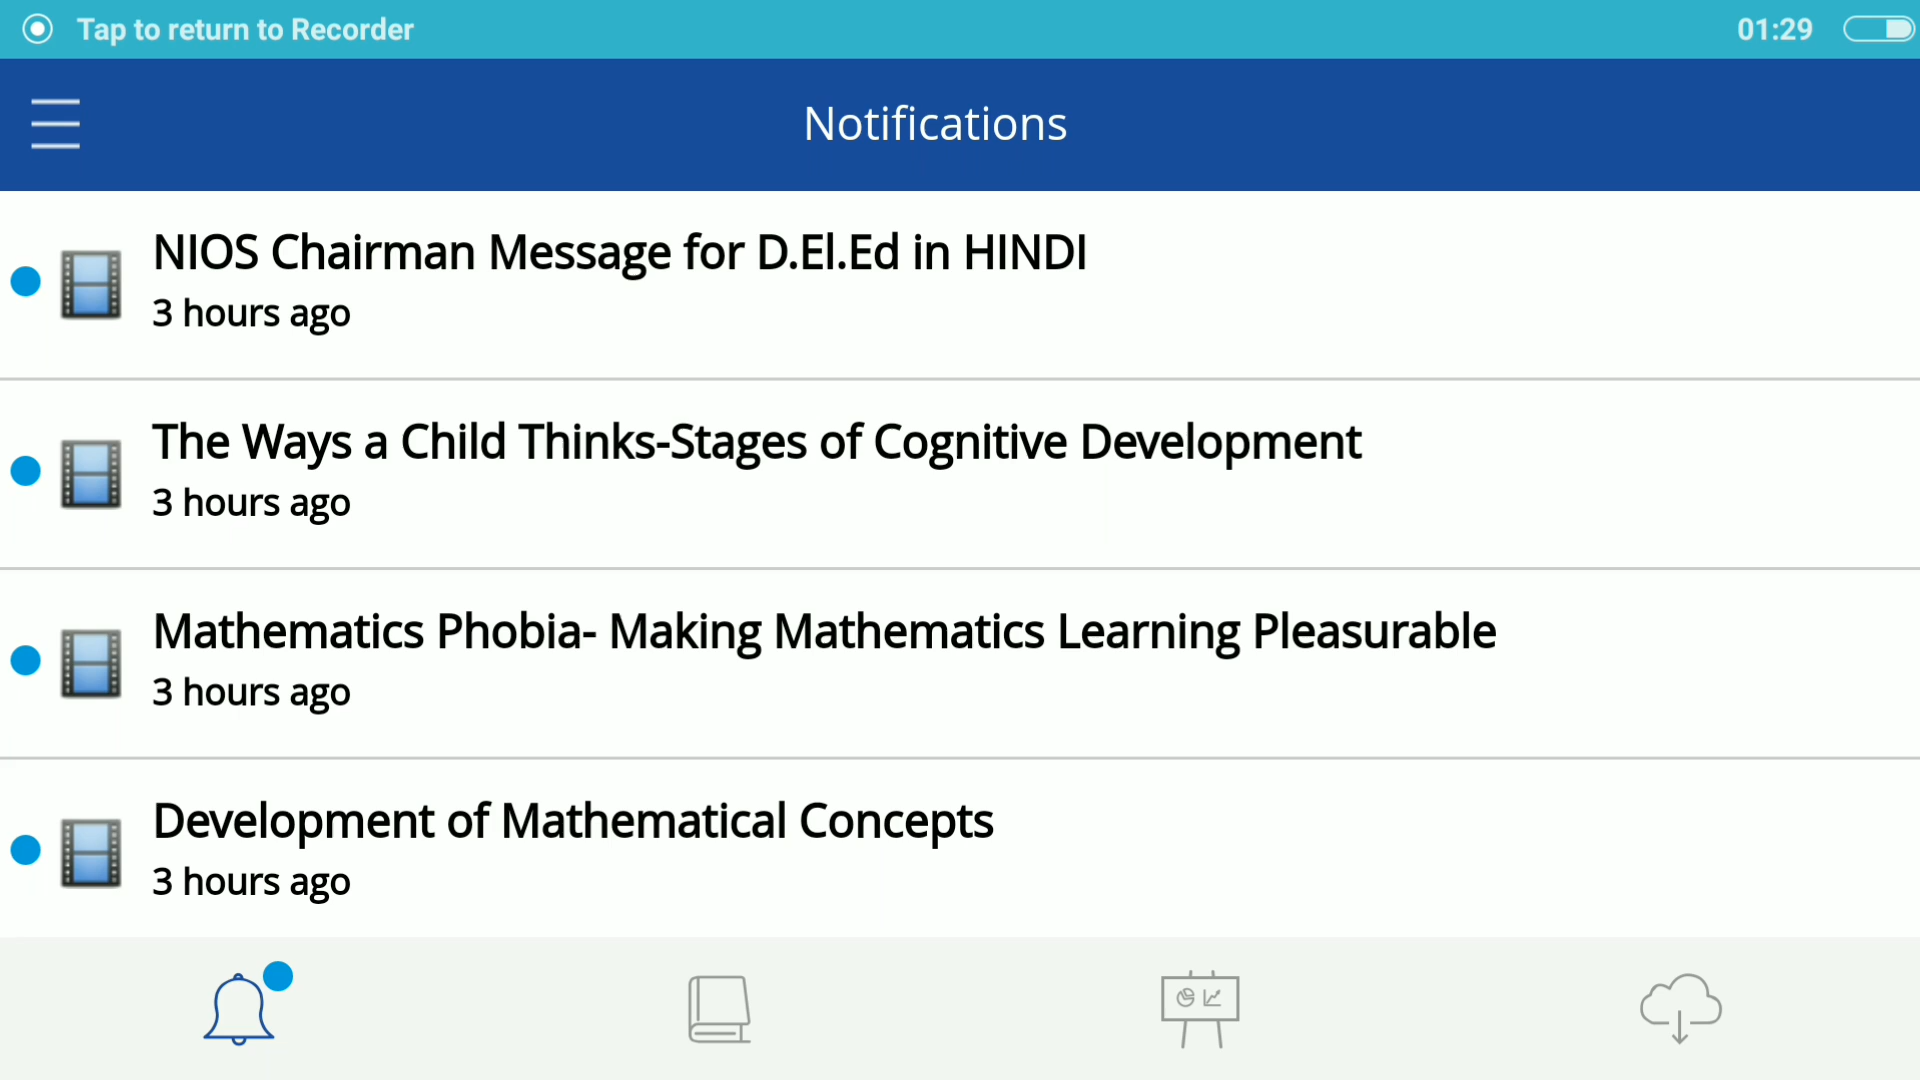 Tap to return to Recorder 01:29
Notifications
NIOS Chairman Message for D.El.Ed in HINDI
3 hours ago
The Ways a Child Thinks-Stages of Cognitive Development
3 hours ago
Mathematics Phobia- Making Mathematics Learning Pleasurable
3 hours ago
Development of Mathematical Concepts
3 hours ago